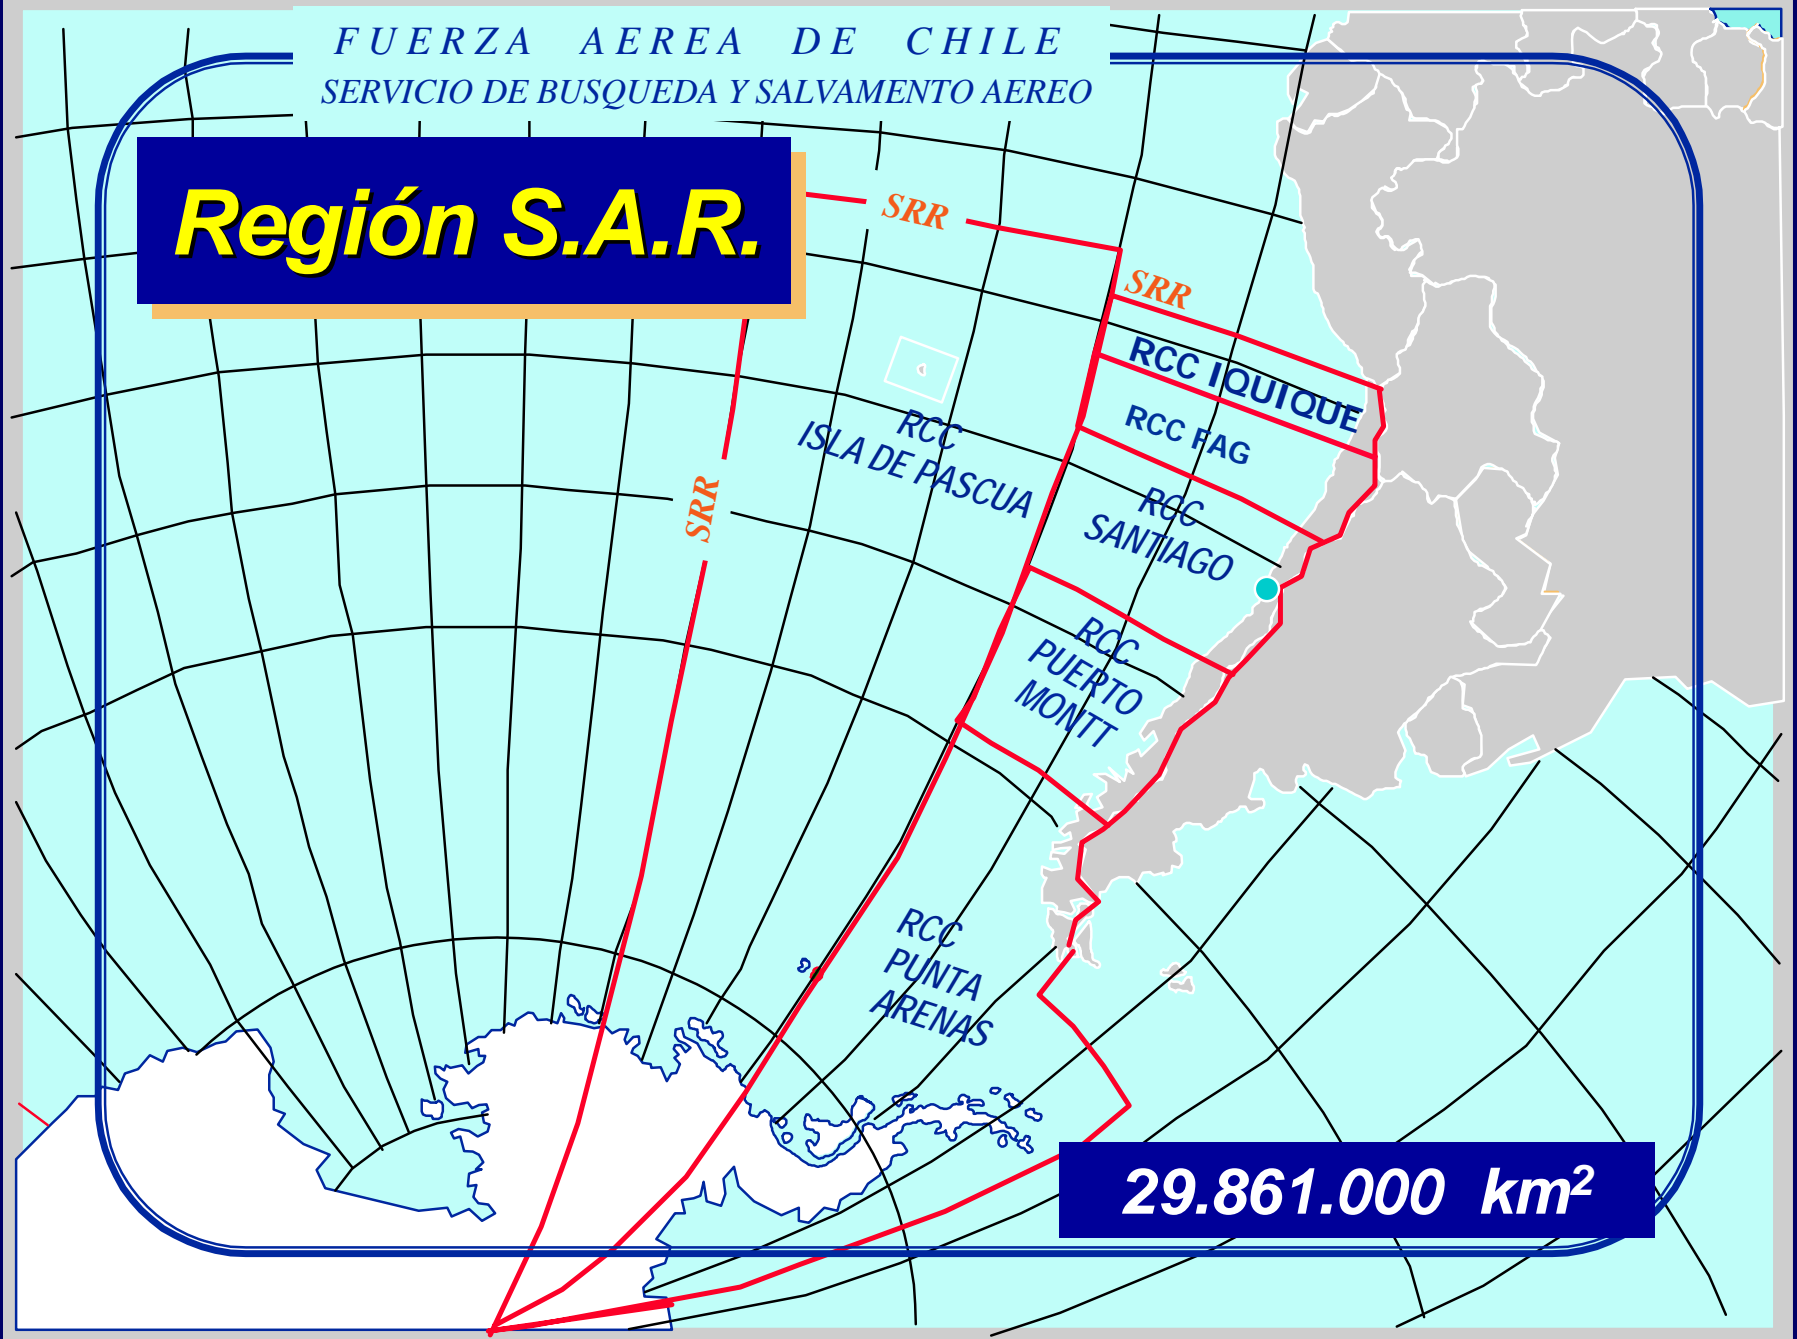 FUERZA AEREA DE CHILE
SERVICIO DE BUSQUEDA Y SALVAMENTO AEREO
Región S.A.R.
SRR
SRR
RCC IQUIQUE
RCC FAG
RCC
ISLA DE PASCUA
SRR
RCC
SANTIAGO
RCC
PUERTO
MONTT
RCC
PUNTA
ARENAS
29.861.000 km²